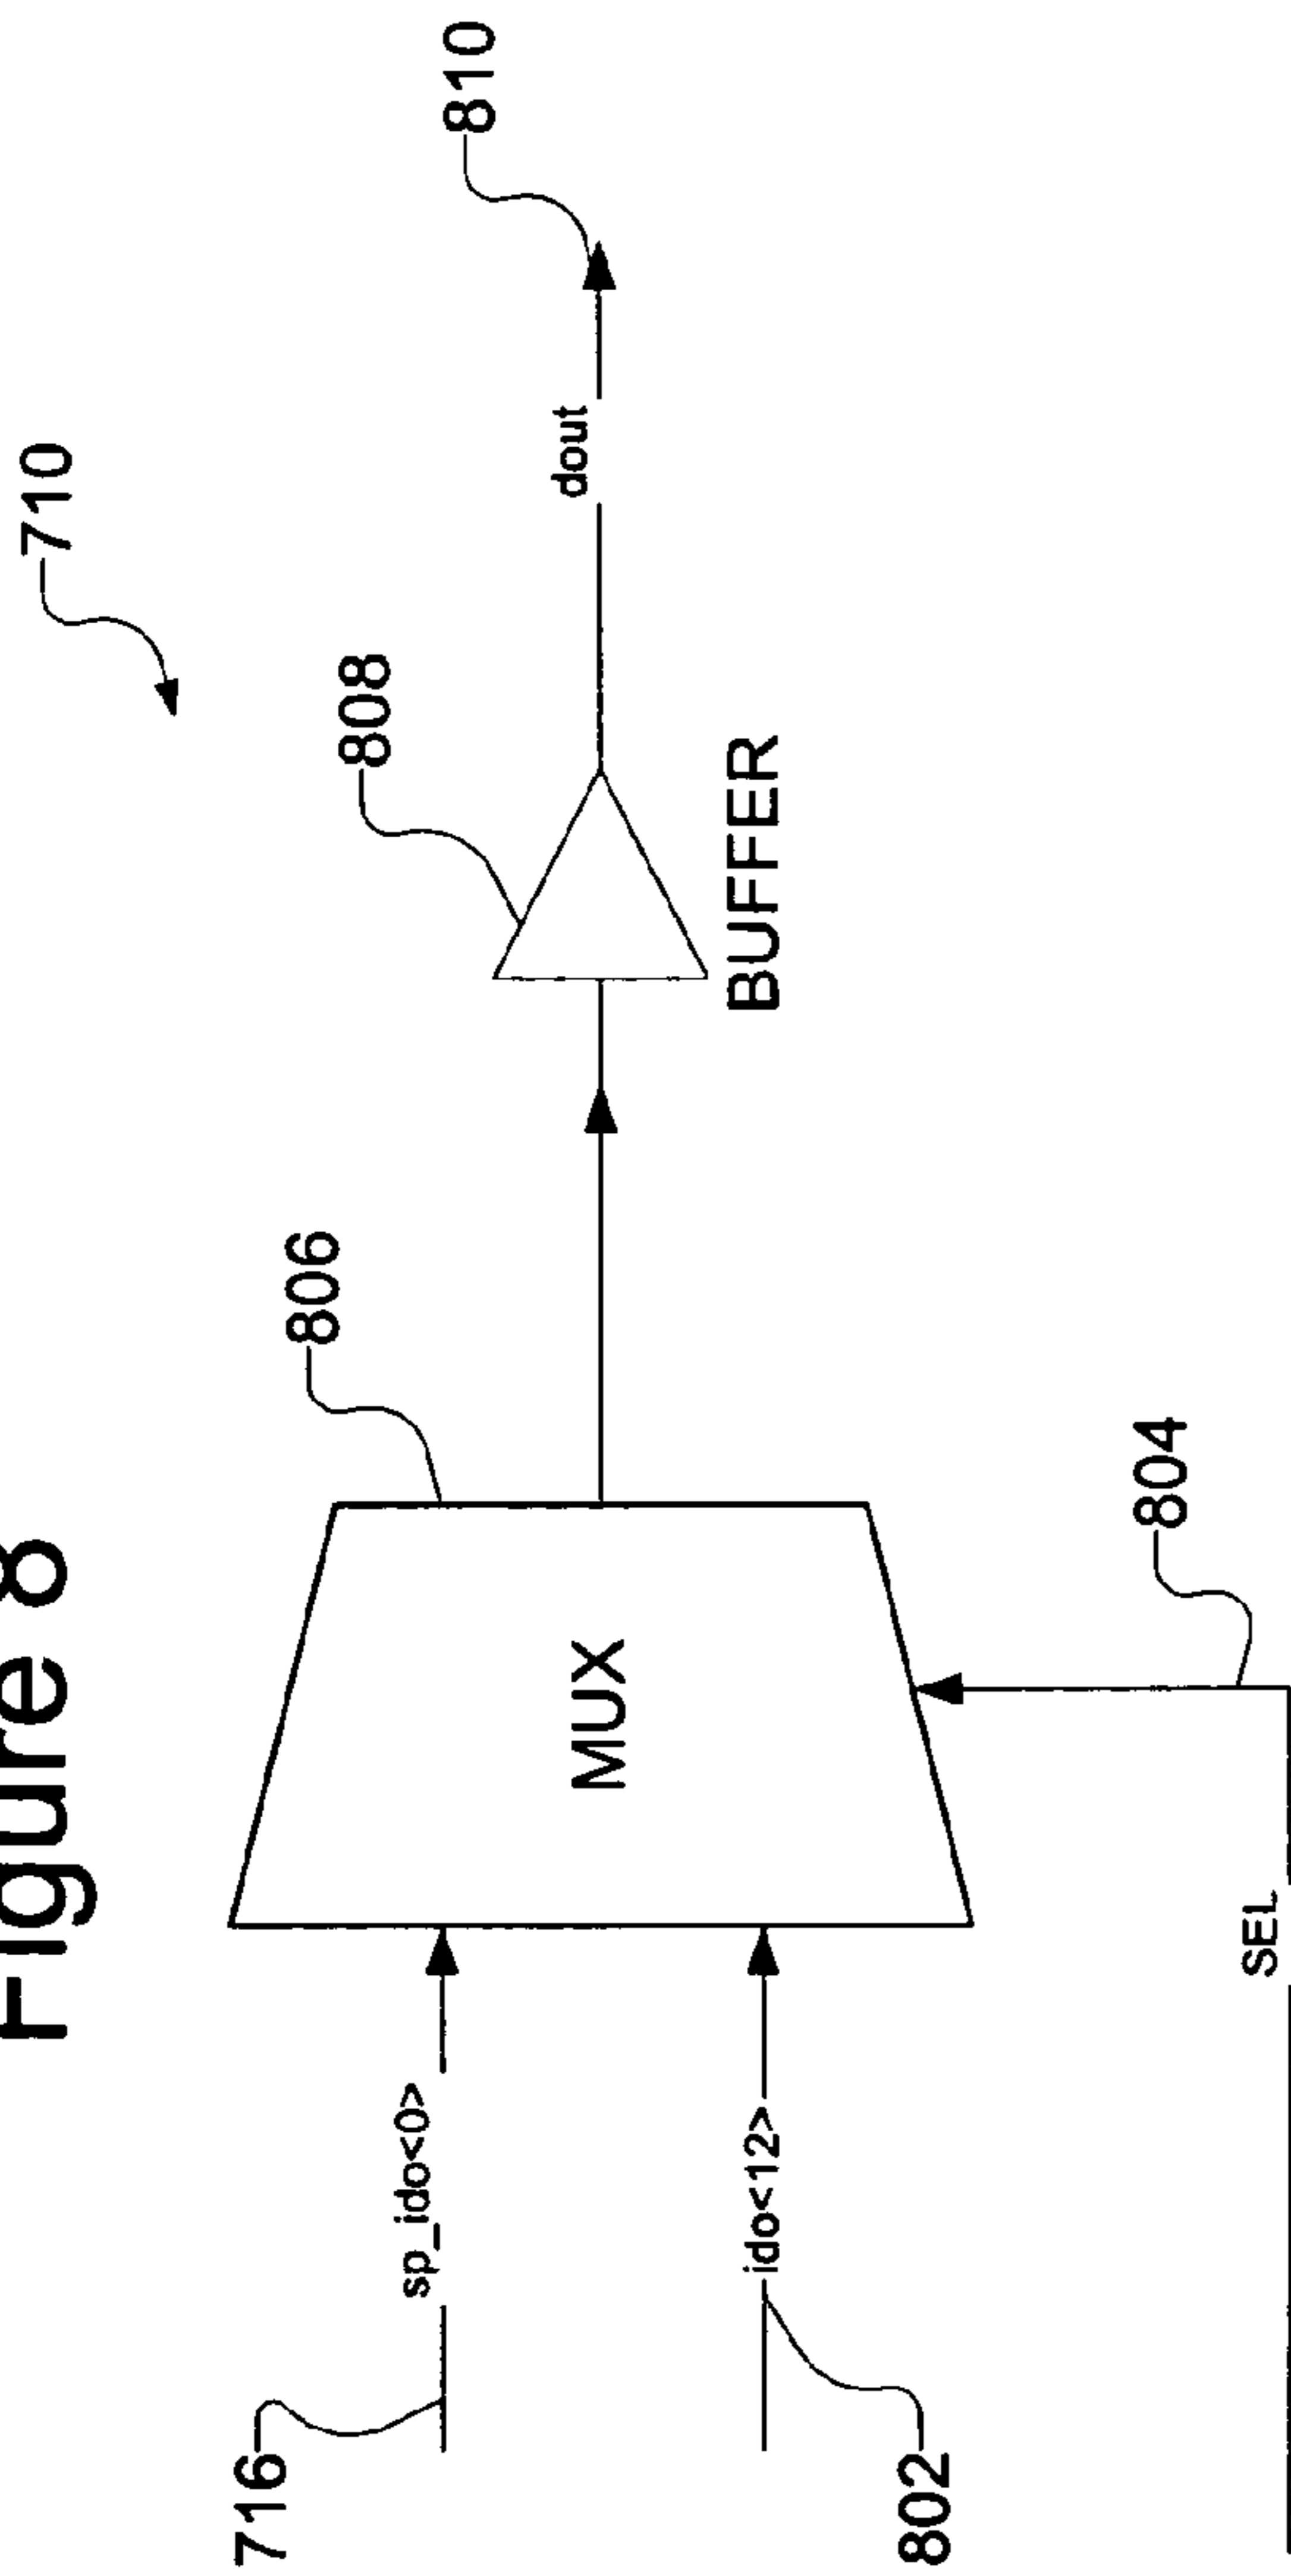 Figure 8
710
810
808
dout
806
BUFFER
MUX
716
sp_ido<0>
ido<12>
802
804
SEL